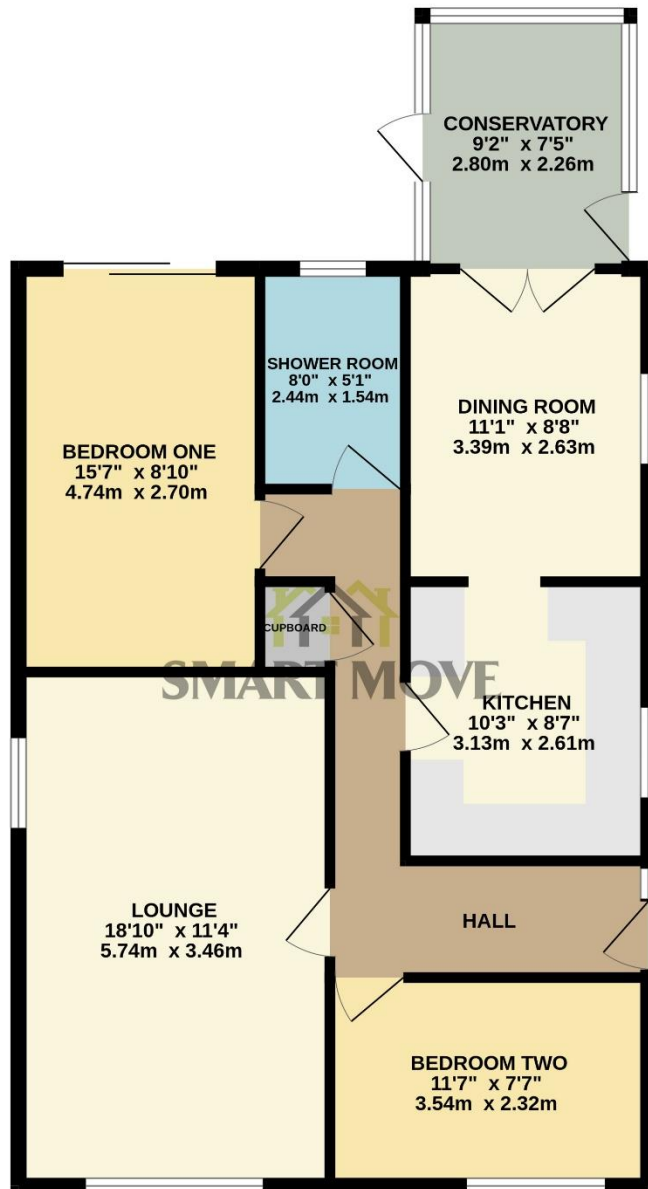 CONSERVATORY
9'2" x 7'5"
2.80m x 2.26m
SHOWER ROOM
8'0" x 5'1"
2.44m x 1.54m
DINING ROOM
11'1" x 8'8"
3.39m x 2.63m
BEDROOM ONE
15'7" x 8'10"
4.74m x 2.70m
CUPBOARD
SMART MOVE
KITCHEN
10'3" x 8'7"
3.13m x 2.61m
LOUNGE
18'10" x 11'4"
5.74m x 3.46m
HALL
BEDROOM TWO
11'7" x 7'7"
3.54m x 2.32m